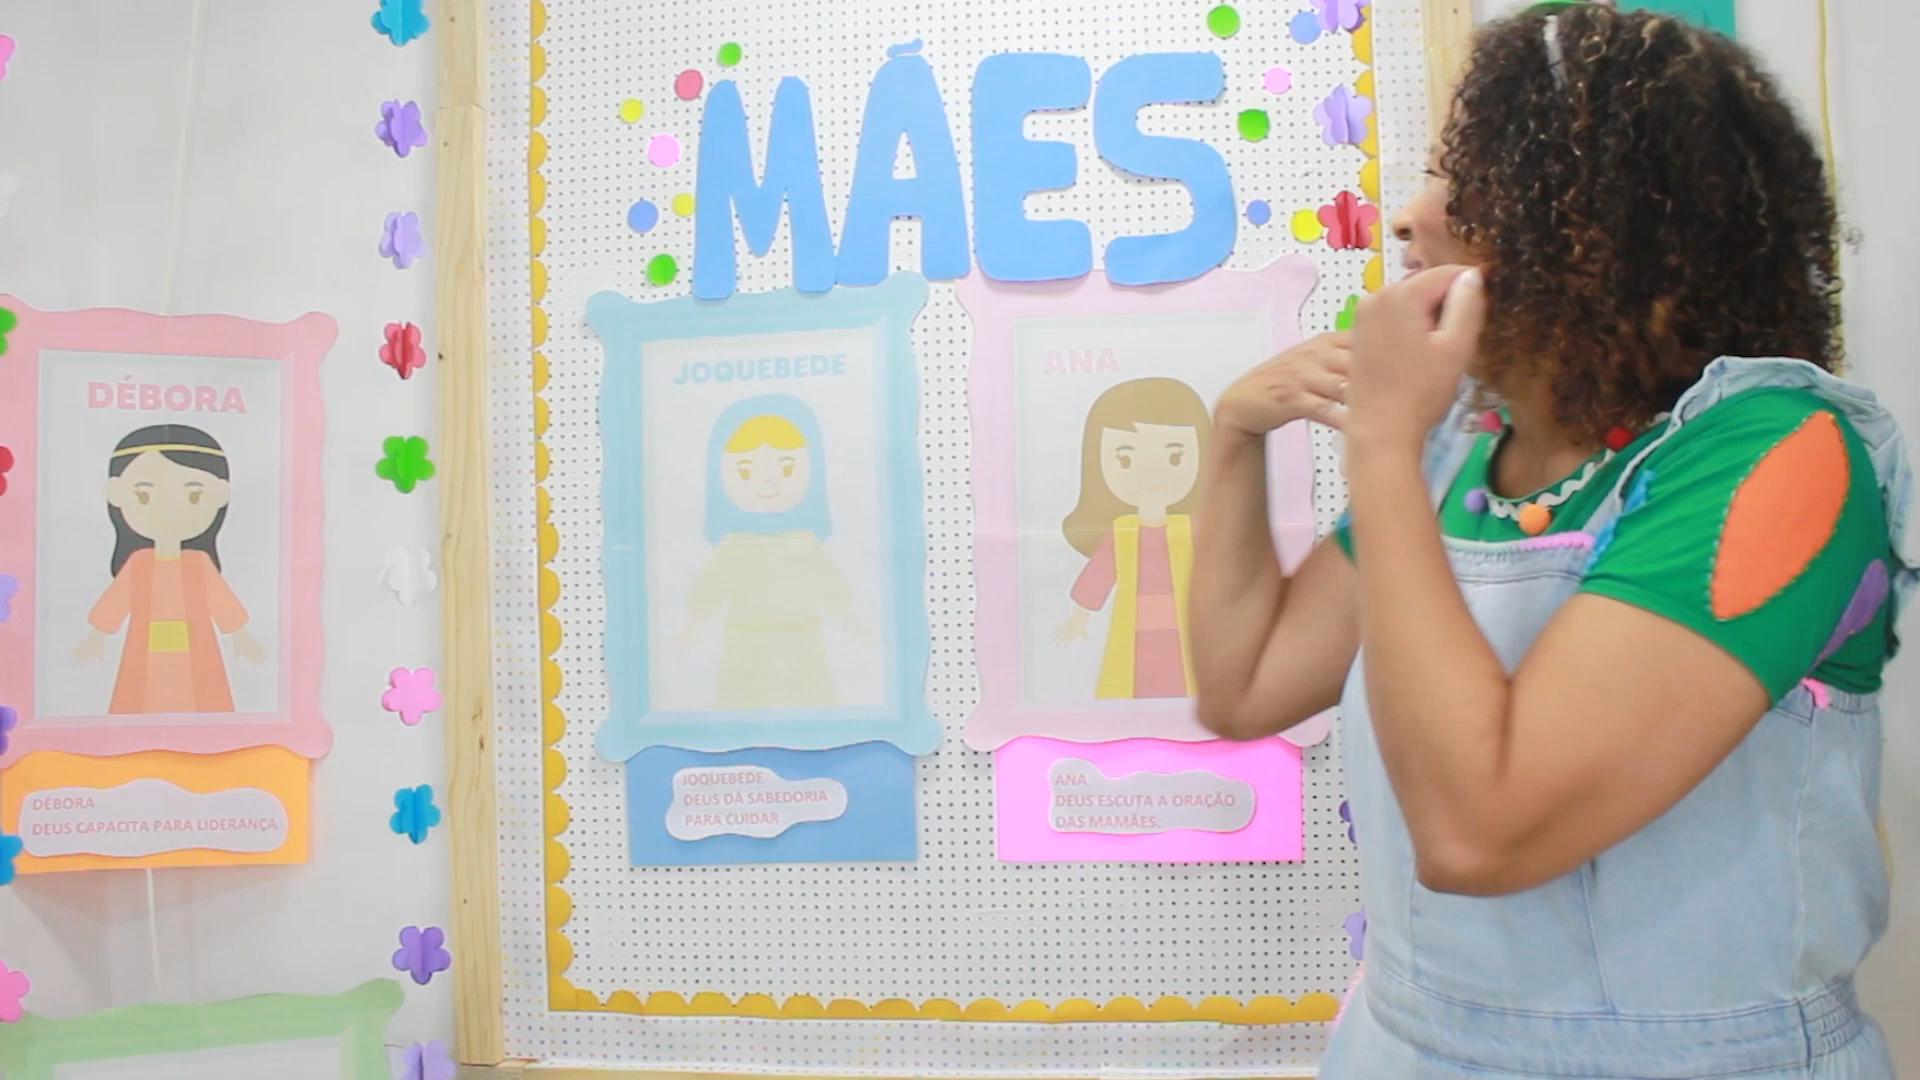 MÃES
DÉBORA
JOQUEBEDE
ANA
DÉBORA
DEUS CAPACITA PARA LIDERANÇA
JOQUEBEDE
DEUS DÁ SABEDORIA
PARA CUIDAR
ANA
DEUS ESCUTA A ORAÇÃO
DAS MAMÃES.